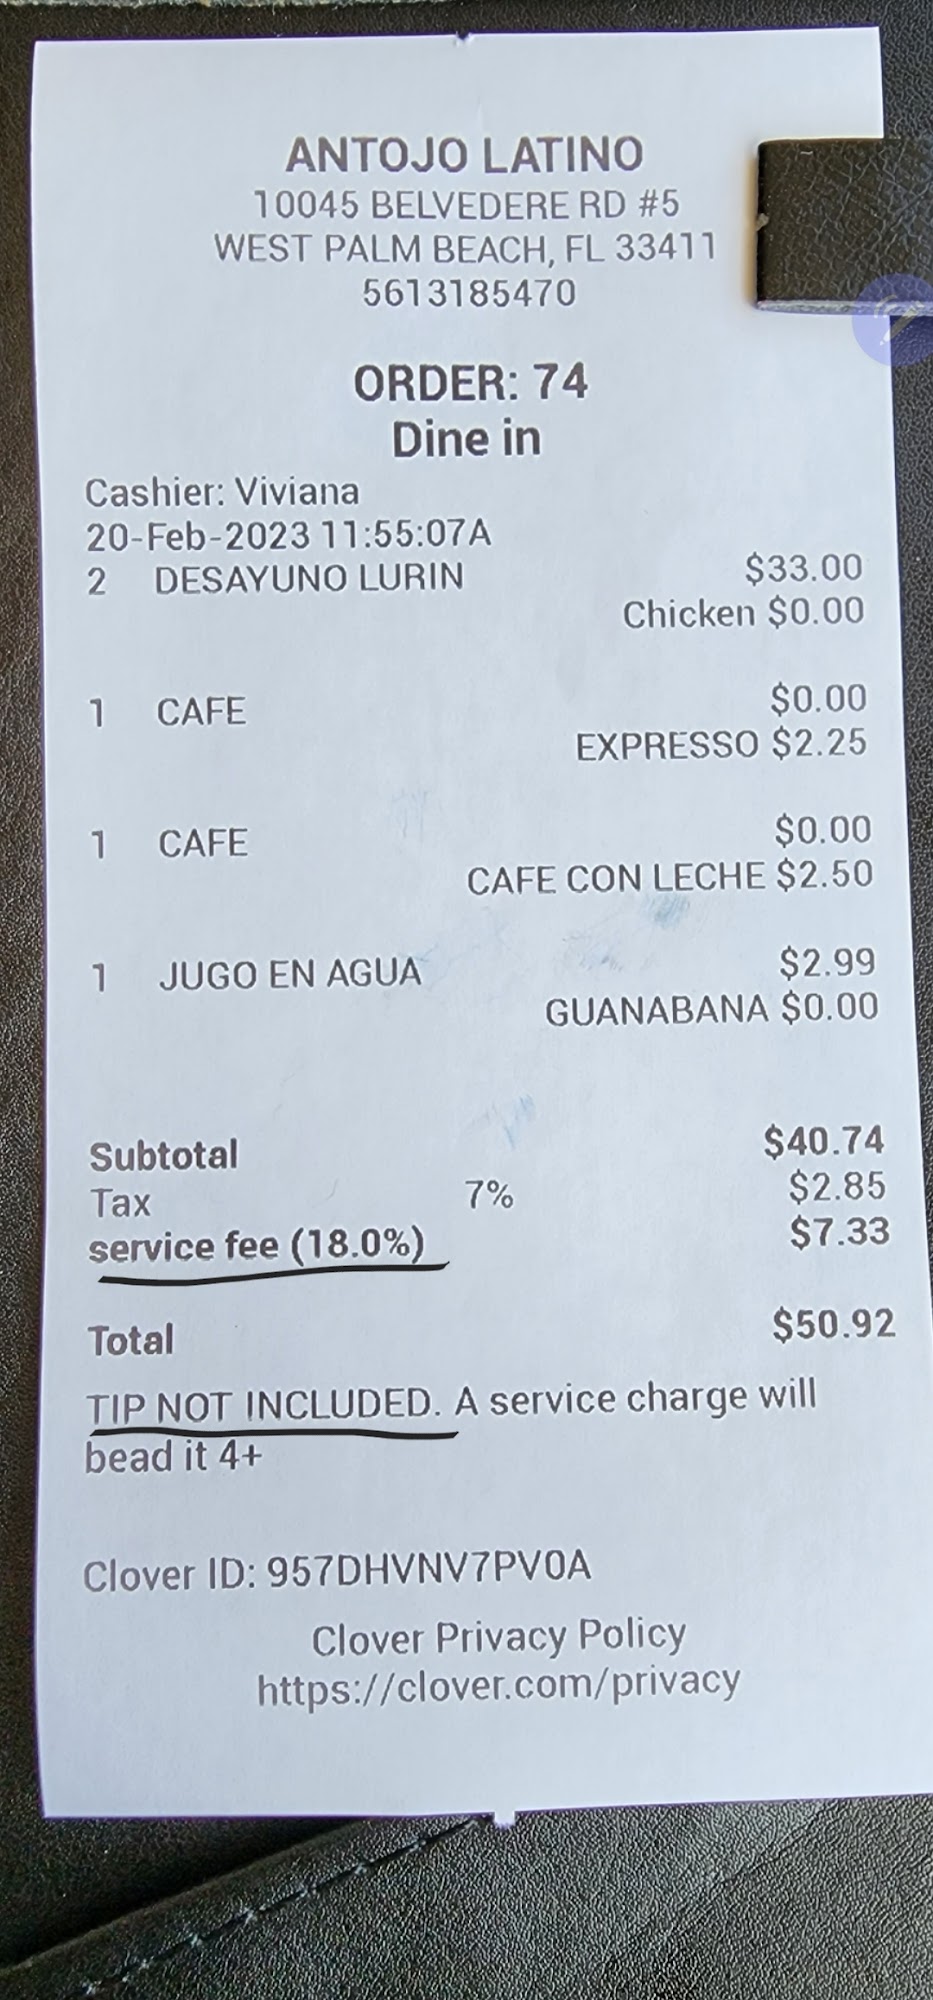 ANTOJO LATINO
10045 BELVEDERE RD #5
WEST PALM BEACH, FL 33411
5613185470
ORDER: 74
Dine in
Cashier: Viviana
20-Feb-2023 11:55:07A
2 DESAYUNO LURIN $33.00
Chicken $0.00
1 CAFE $0.00
EXPRESSO $2.25
1 CAFE $0.00
CAFE CON LECHE $2.50
1 JUGO EN AGUA $2.99
GUANABANA $0.00
Subtotal $40.74
Tax 7% $2.85
service fee (18.0%) $7.33
Total $50.92
TIP NOT INCLUDED. A service charge will
bead it 4+
Clover ID: 957DHVNV7PV0A
Clover Privacy Policy
https://clover.com/privacy